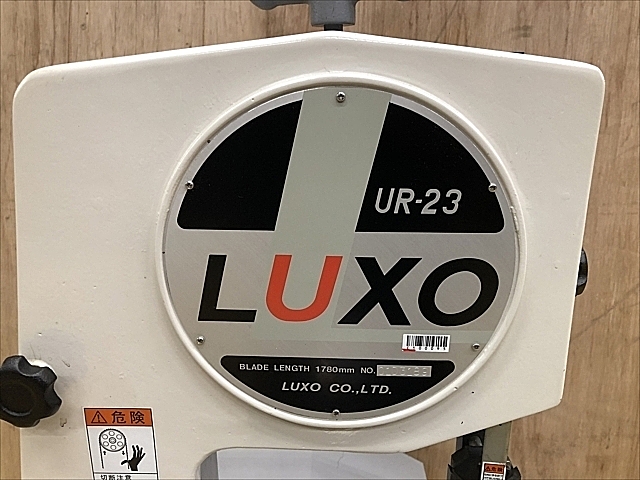 UR-23
LUXO
BLADE LENGTH 1780mm NO.
LUXO CO.,LTD.
危険
切断注意